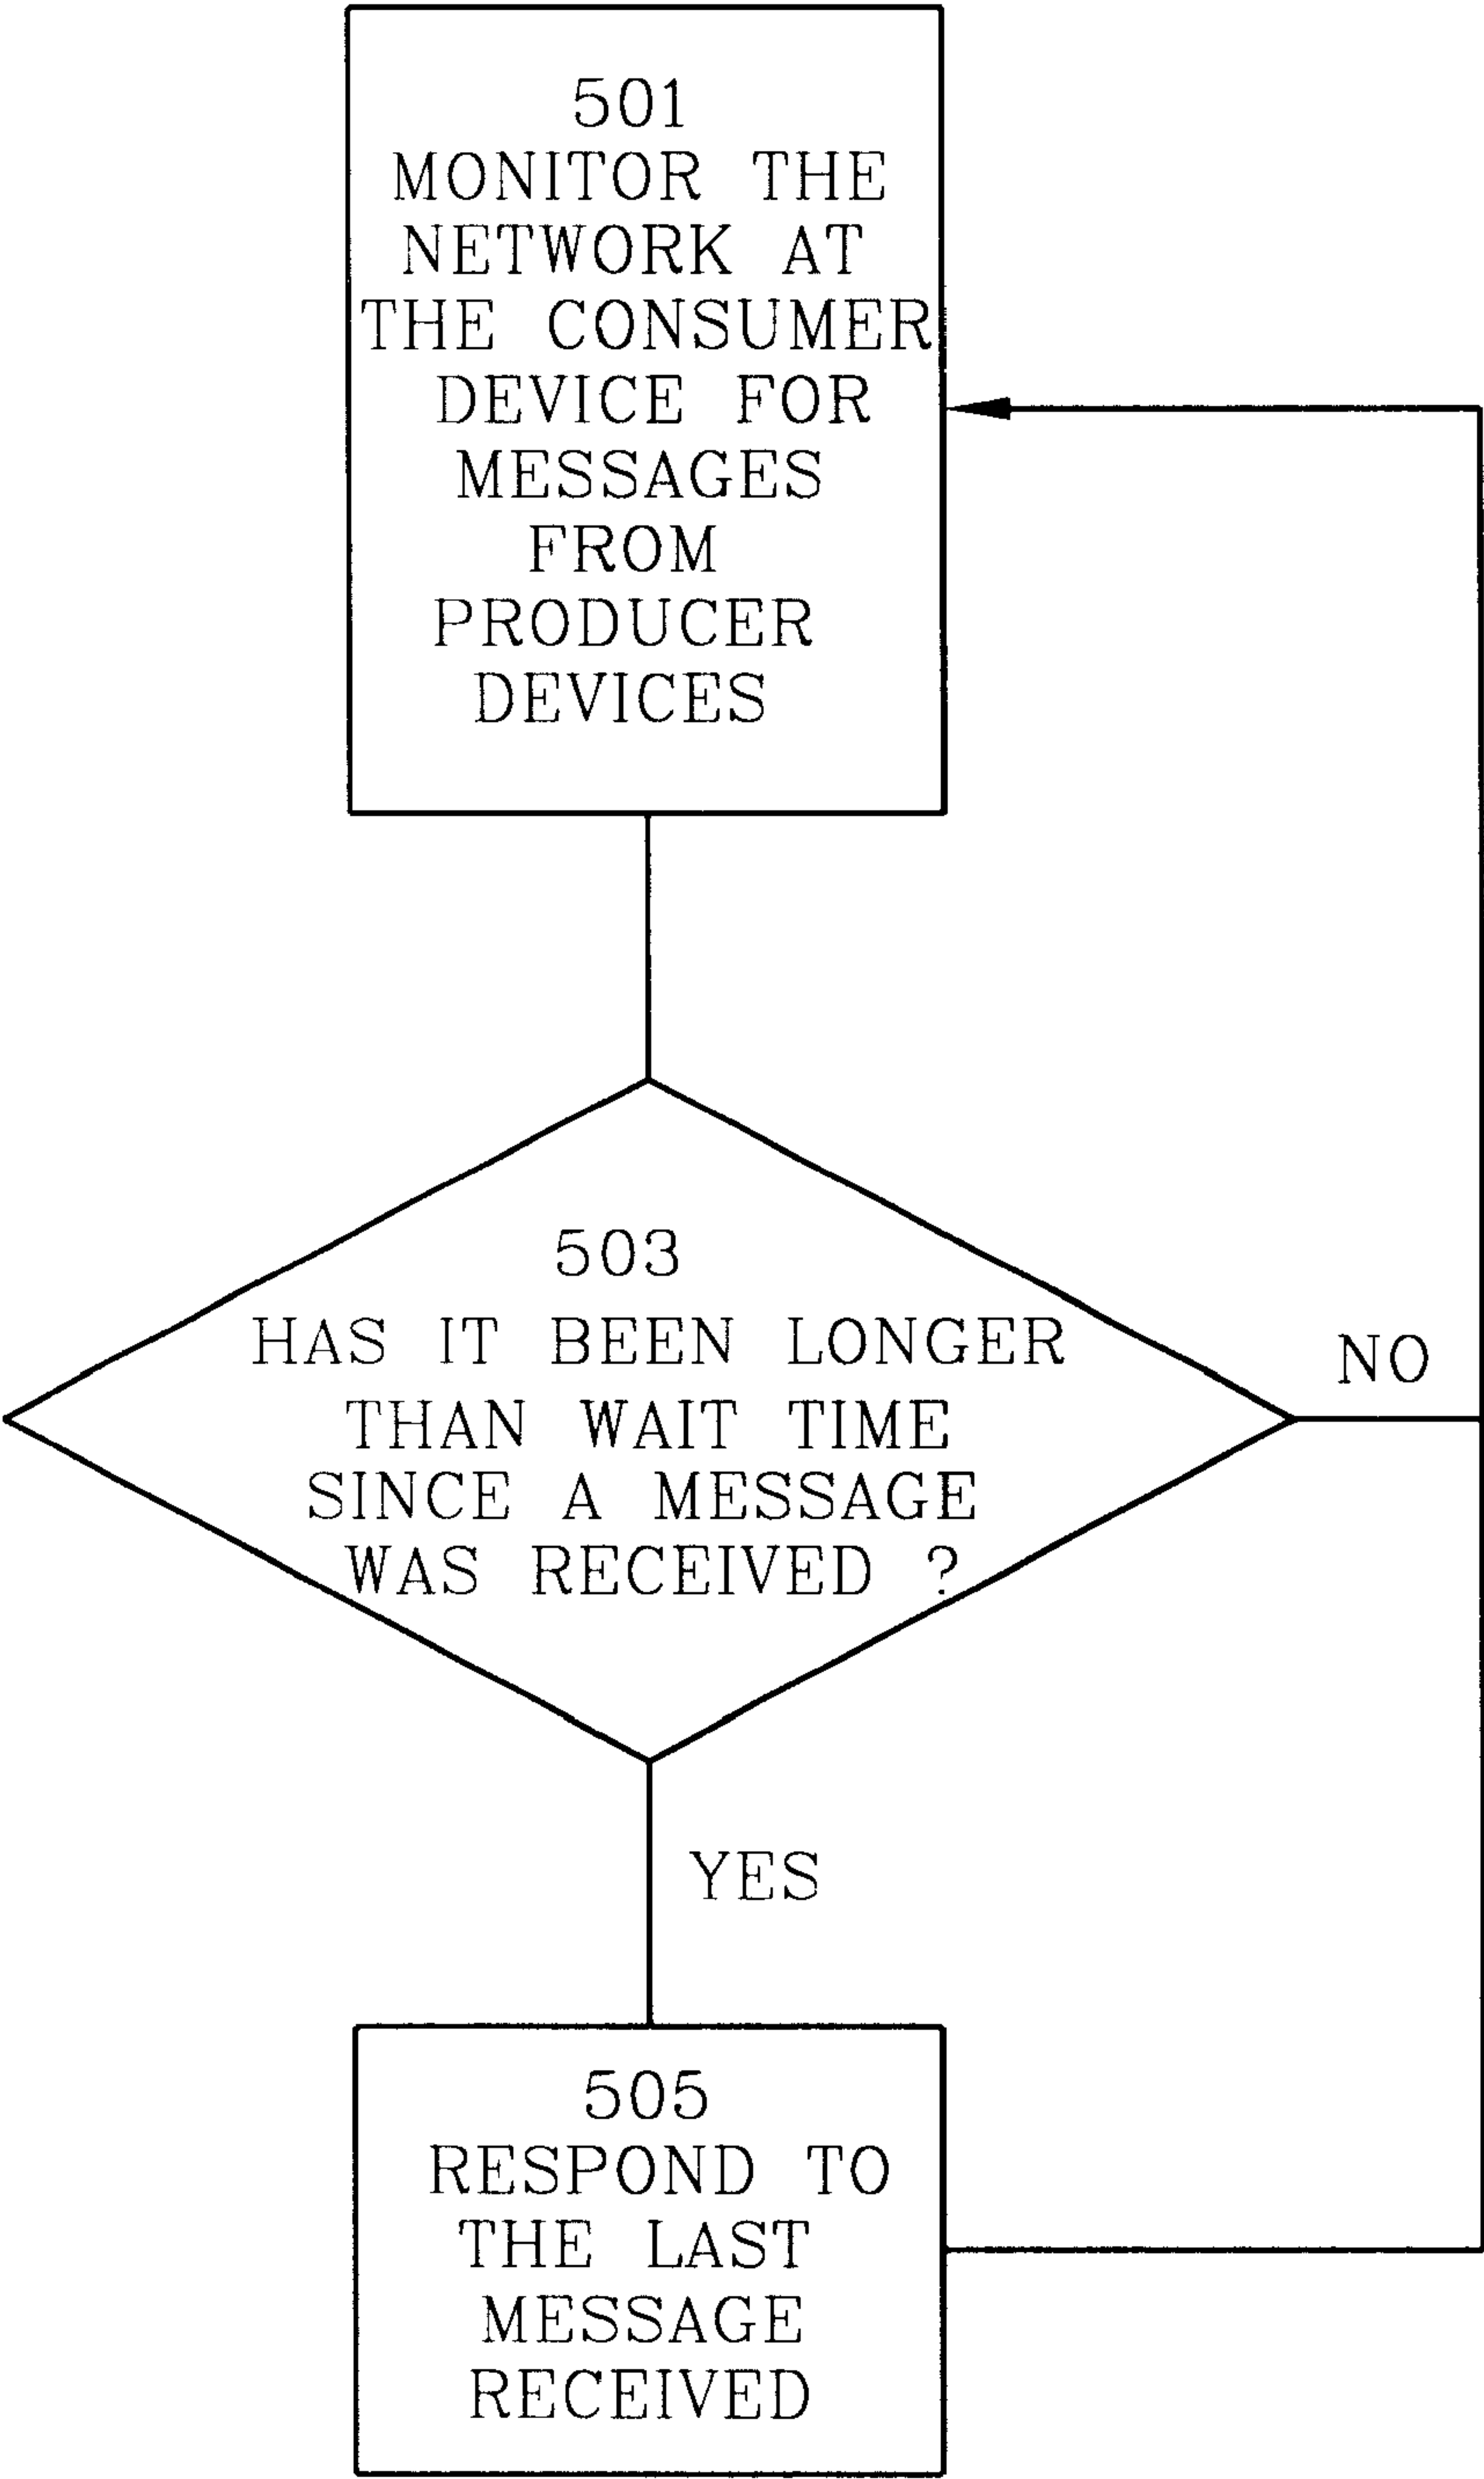 501
MONITOR THE
NETWORK AT
THE CONSUMER
DEVICE FOR
MESSAGES
FROM
PRODUCER
DEVICES
503
HAS IT BEEN LONGER
THAN WAIT TIME
SINCE A MESSAGE
WAS RECEIVED ?
NO
YES
505
RESPOND TO
THE LAST
MESSAGE
RECEIVED